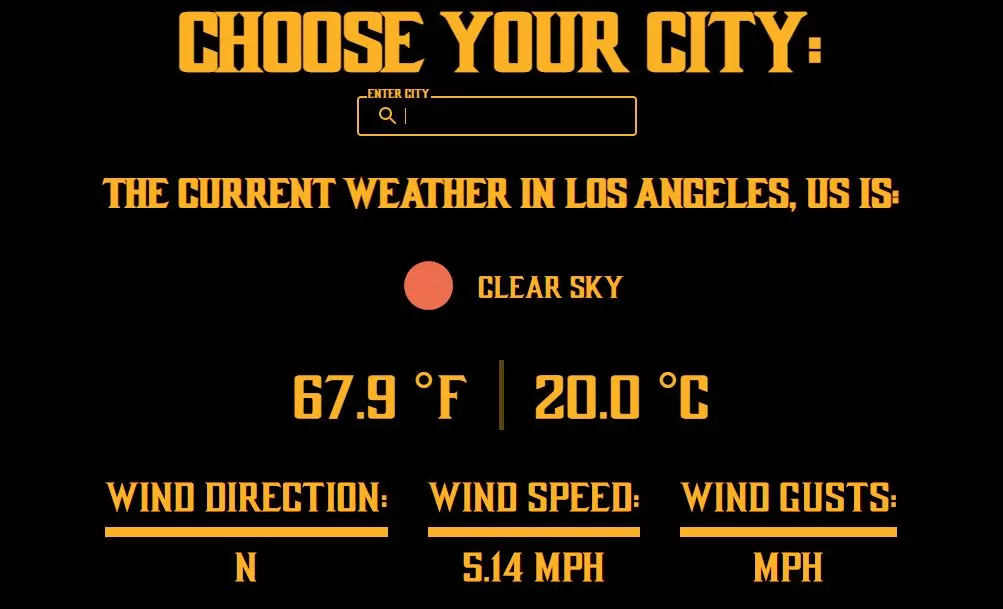 CHOOSE YOUR CITY:
ENTER CITY
THE CURRENT WEATHER IN LOS ANGELES, US IS:
CLEAR SKY
67.9 °F 20.0 °C
WIND DIRECTION: WIND SPEED: WIND GUSTS:
N 5.14 MPH MPH